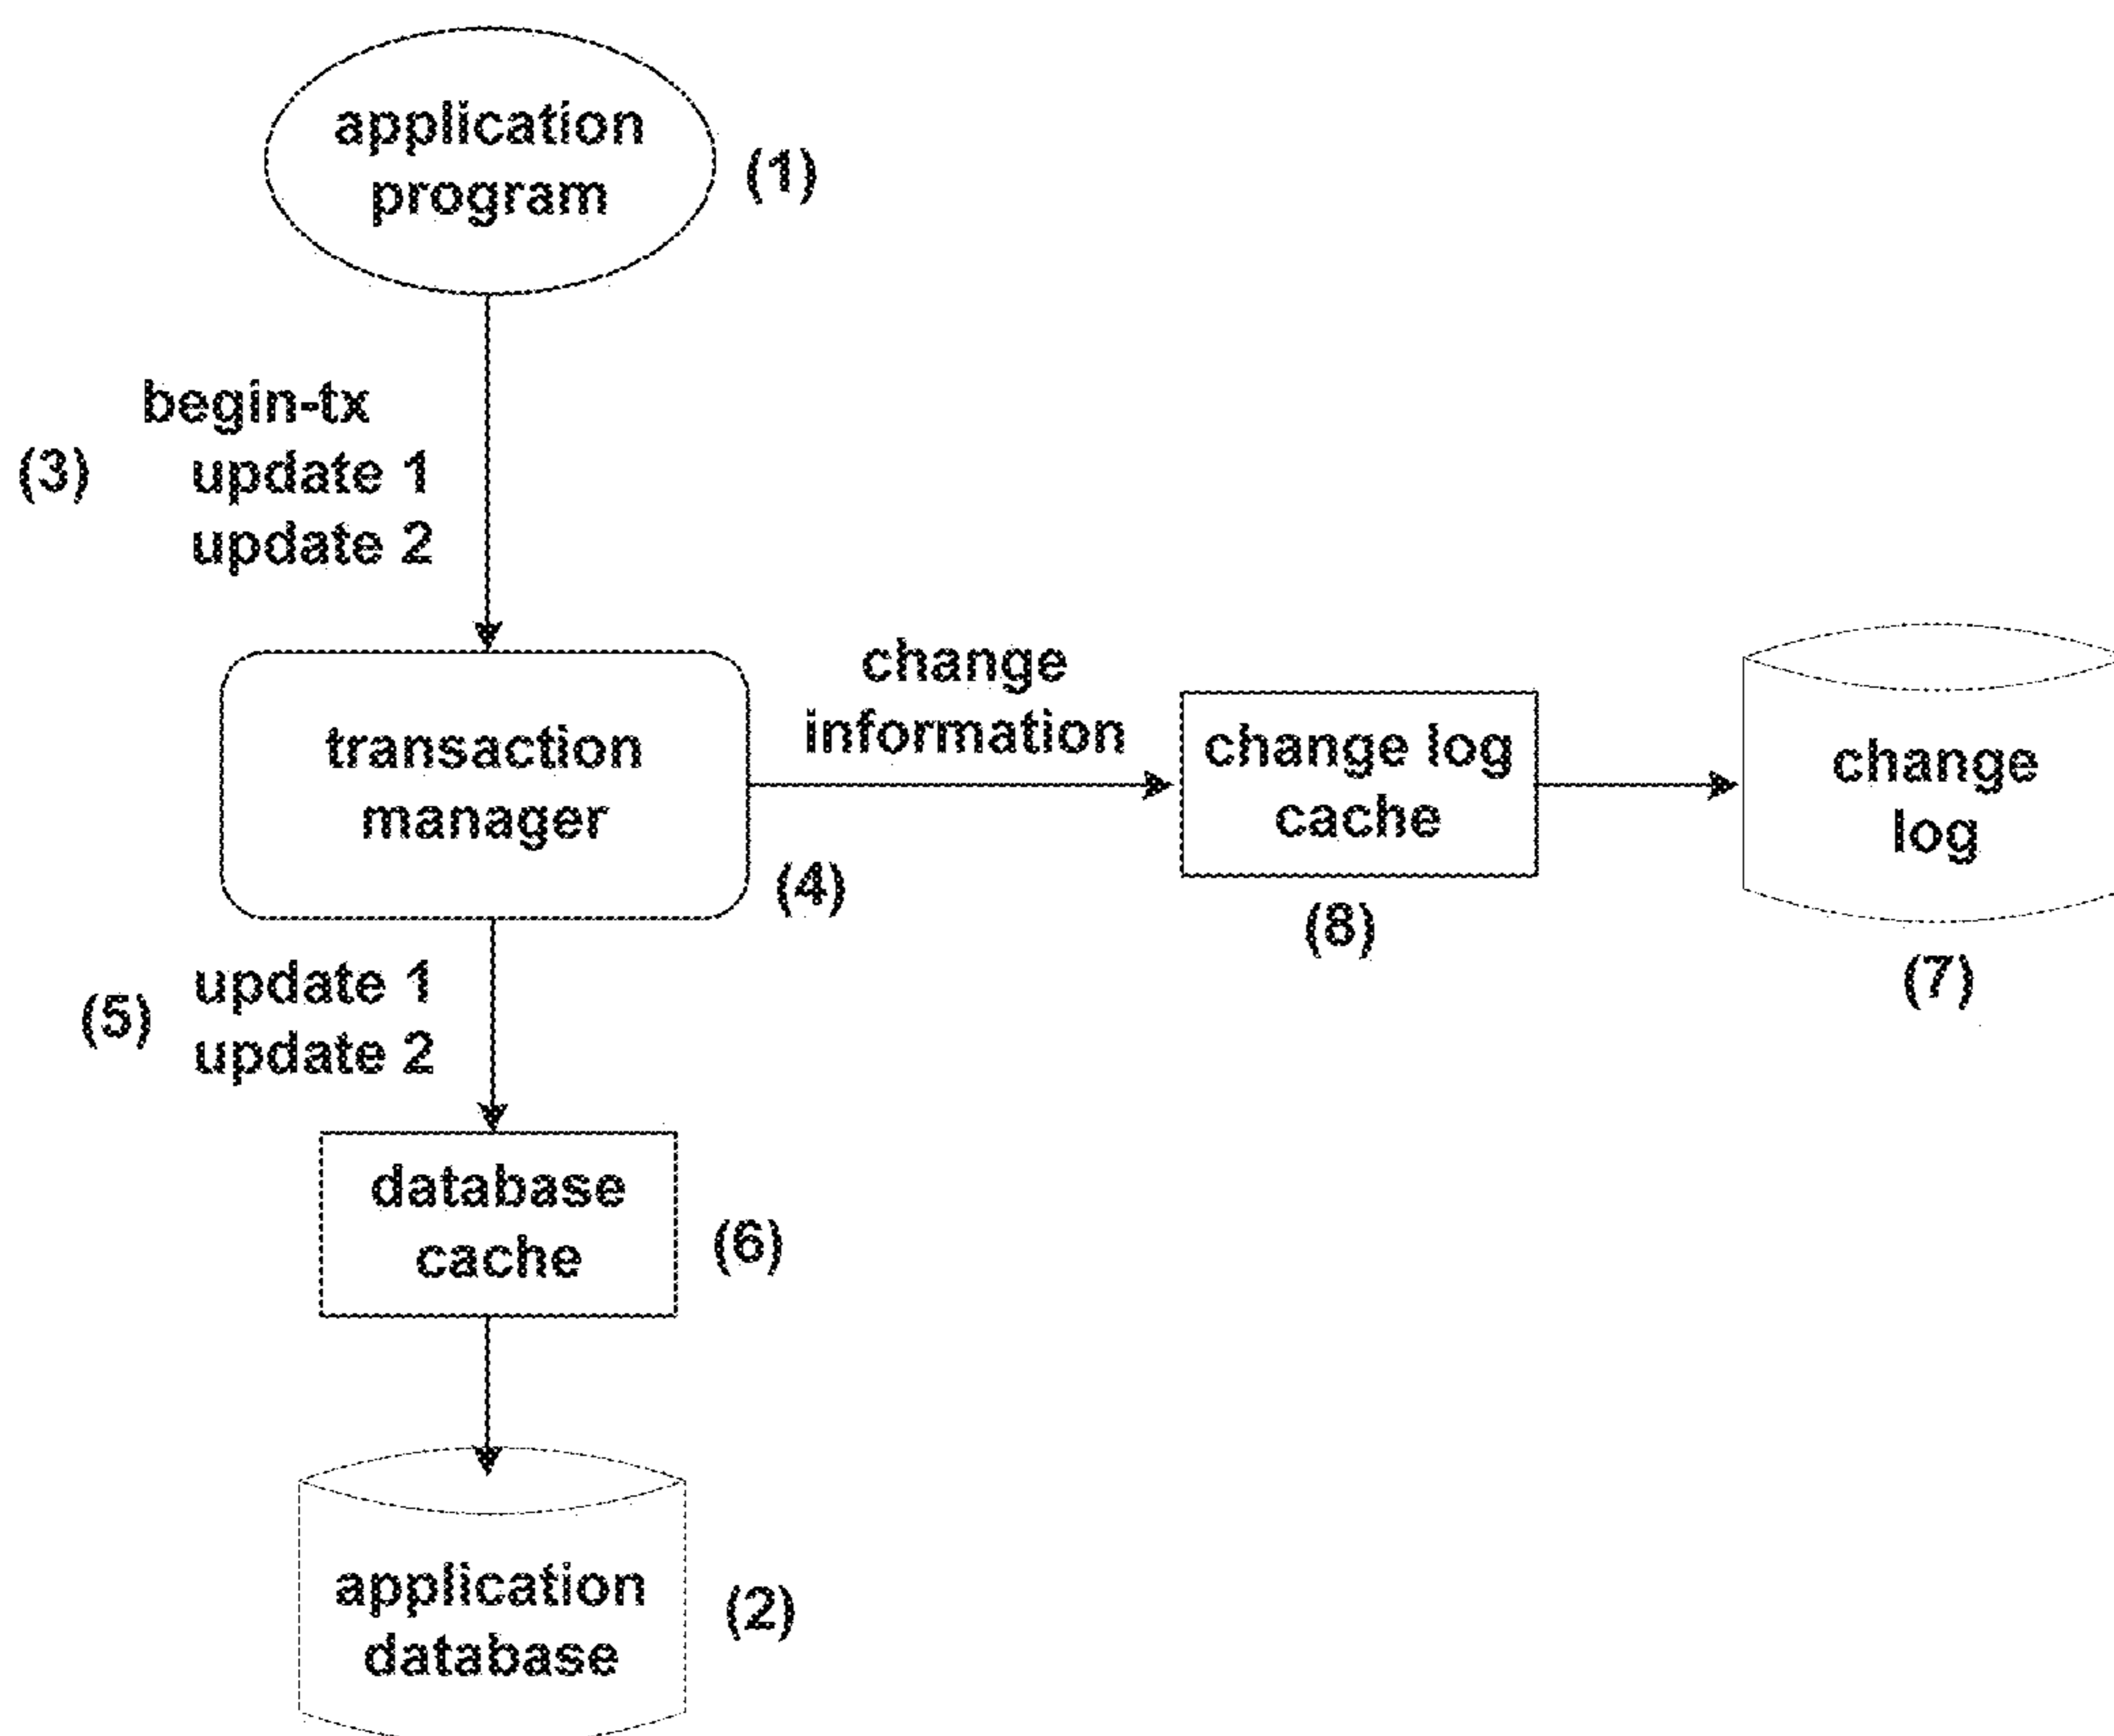 application
program
(1)
begin-tx
(3)
update 1
update 2
change
information
transaction
manager
(4)
change log
cache
(8)
change
log
(7)
(5)
update 1
update 2
database
cache
(6)
application
database
(2)